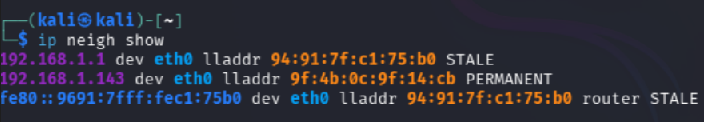 ┌──(kali㉿kali)-[~]
└─$ ip neigh show
192.168.1.1 dev eth0 lladdr 94:91:7f:c1:75:b0 STALE
192.168.1.143 dev eth0 lladdr 9f:4b:0c:9f:14:cb PERMANENT
fe80::9691:7fff:fec1:75b0 dev eth0 lladdr 94:91:7f:c1:75:b0 router STALE